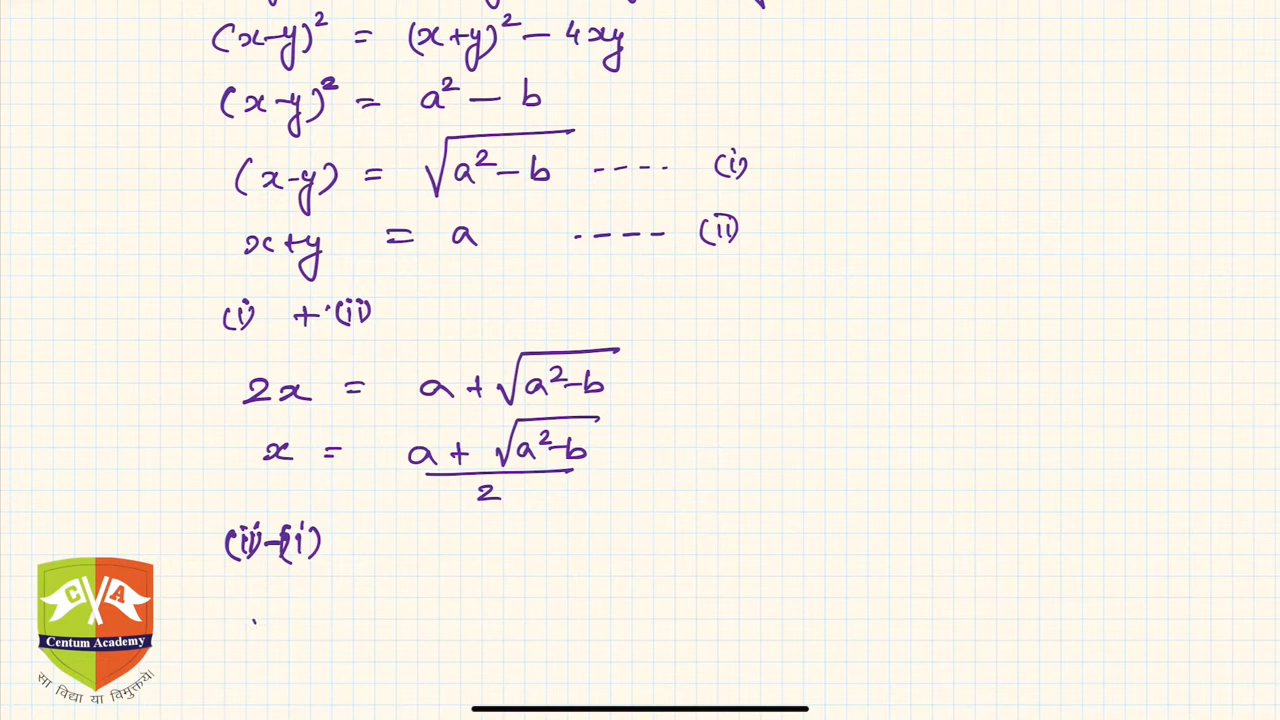 (x-y)² = (x+y)² - 4xy
(x-y)² = a² - b
(x-y) = √(a²-b) ---- (i)
x+y = a ---- (ii)
(i) + (ii)
2x = a + √(a²-b)
x = a + √(a²-b)
2
(ii)-(i)
C A
Centum Academy
सा विद्या या विमुक्तये।